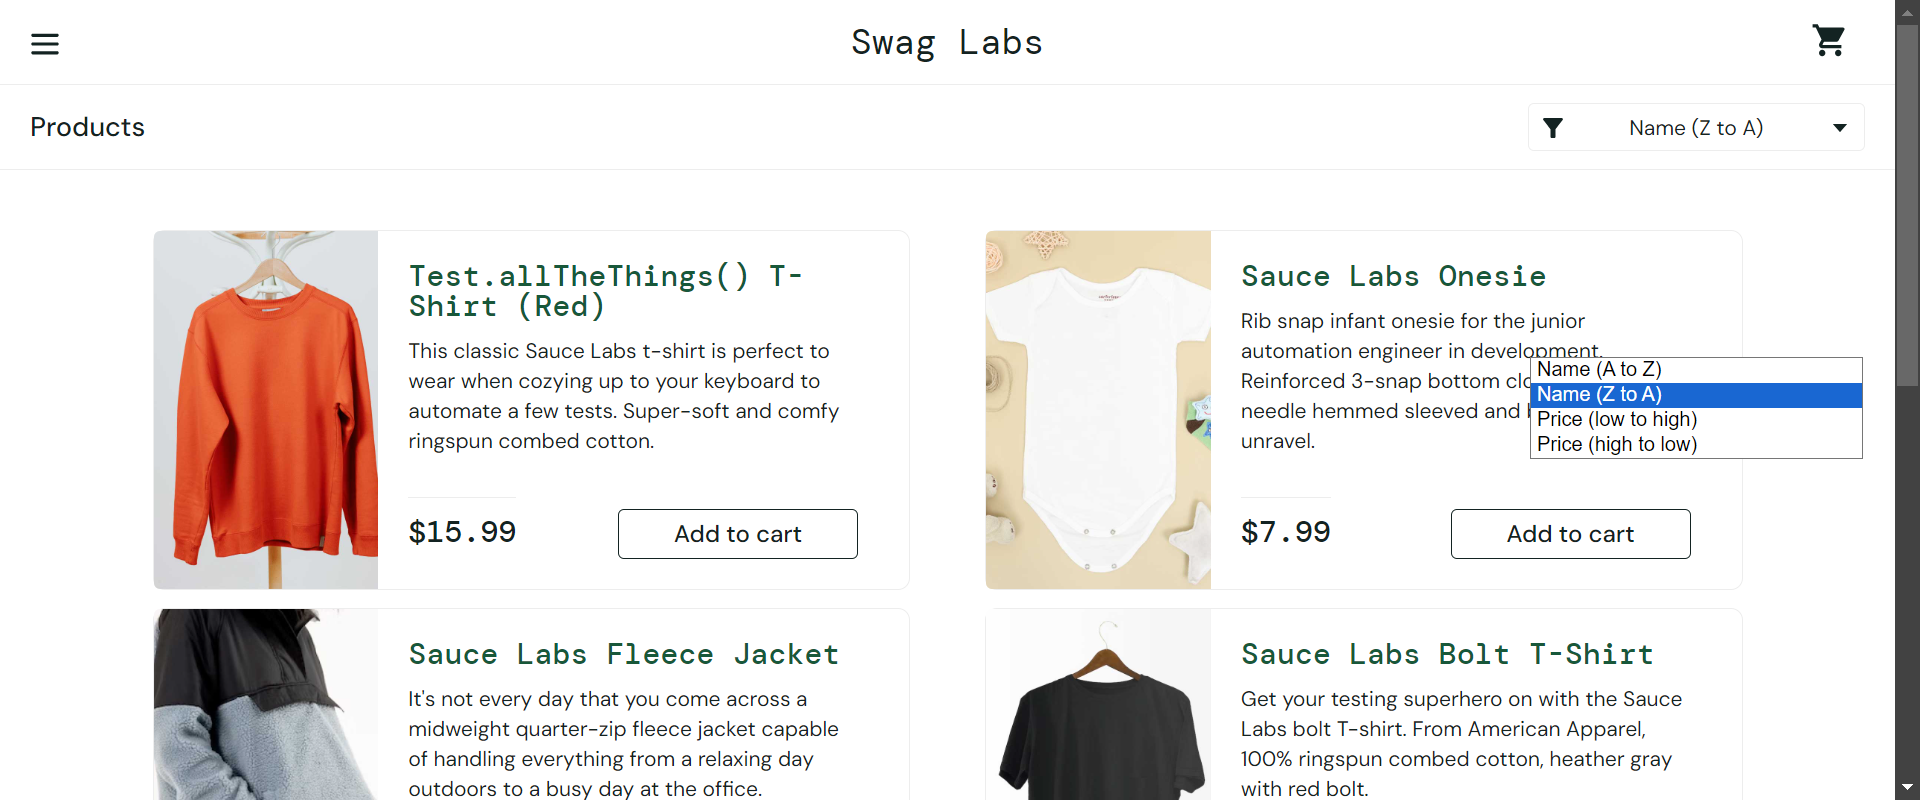 Swag Labs
Products
Name (Z to A)
Test.allTheThings() T-
Shirt (Red)
This classic Sauce Labs t-shirt is perfect to
wear when cozying up to your keyboard to
automate a few tests. Super-soft and comfy
ringspun combed cotton.
$15.99
Add to cart
Sauce Labs Onesie
Rib snap infant onesie for the junior
automation engineer in development.
Reinforced 3-snap bottom
needle hemmed sleeved and
unravel.
Name (A to Z)
Name (Z to A)
Price (low to high)
Price (high to low)
$7.99
Add to cart
Sauce Labs Fleece Jacket
It's not every day that you come across a
midweight quarter-zip fleece jacket capable
of handling everything from a relaxing day
outdoors to a busy day at the office.
Sauce Labs Bolt T-Shirt
Get your testing superhero on with the Sauce
Labs bolt T-shirt. From American Apparel,
100% ringspun combed cotton, heather gray
with red bolt.